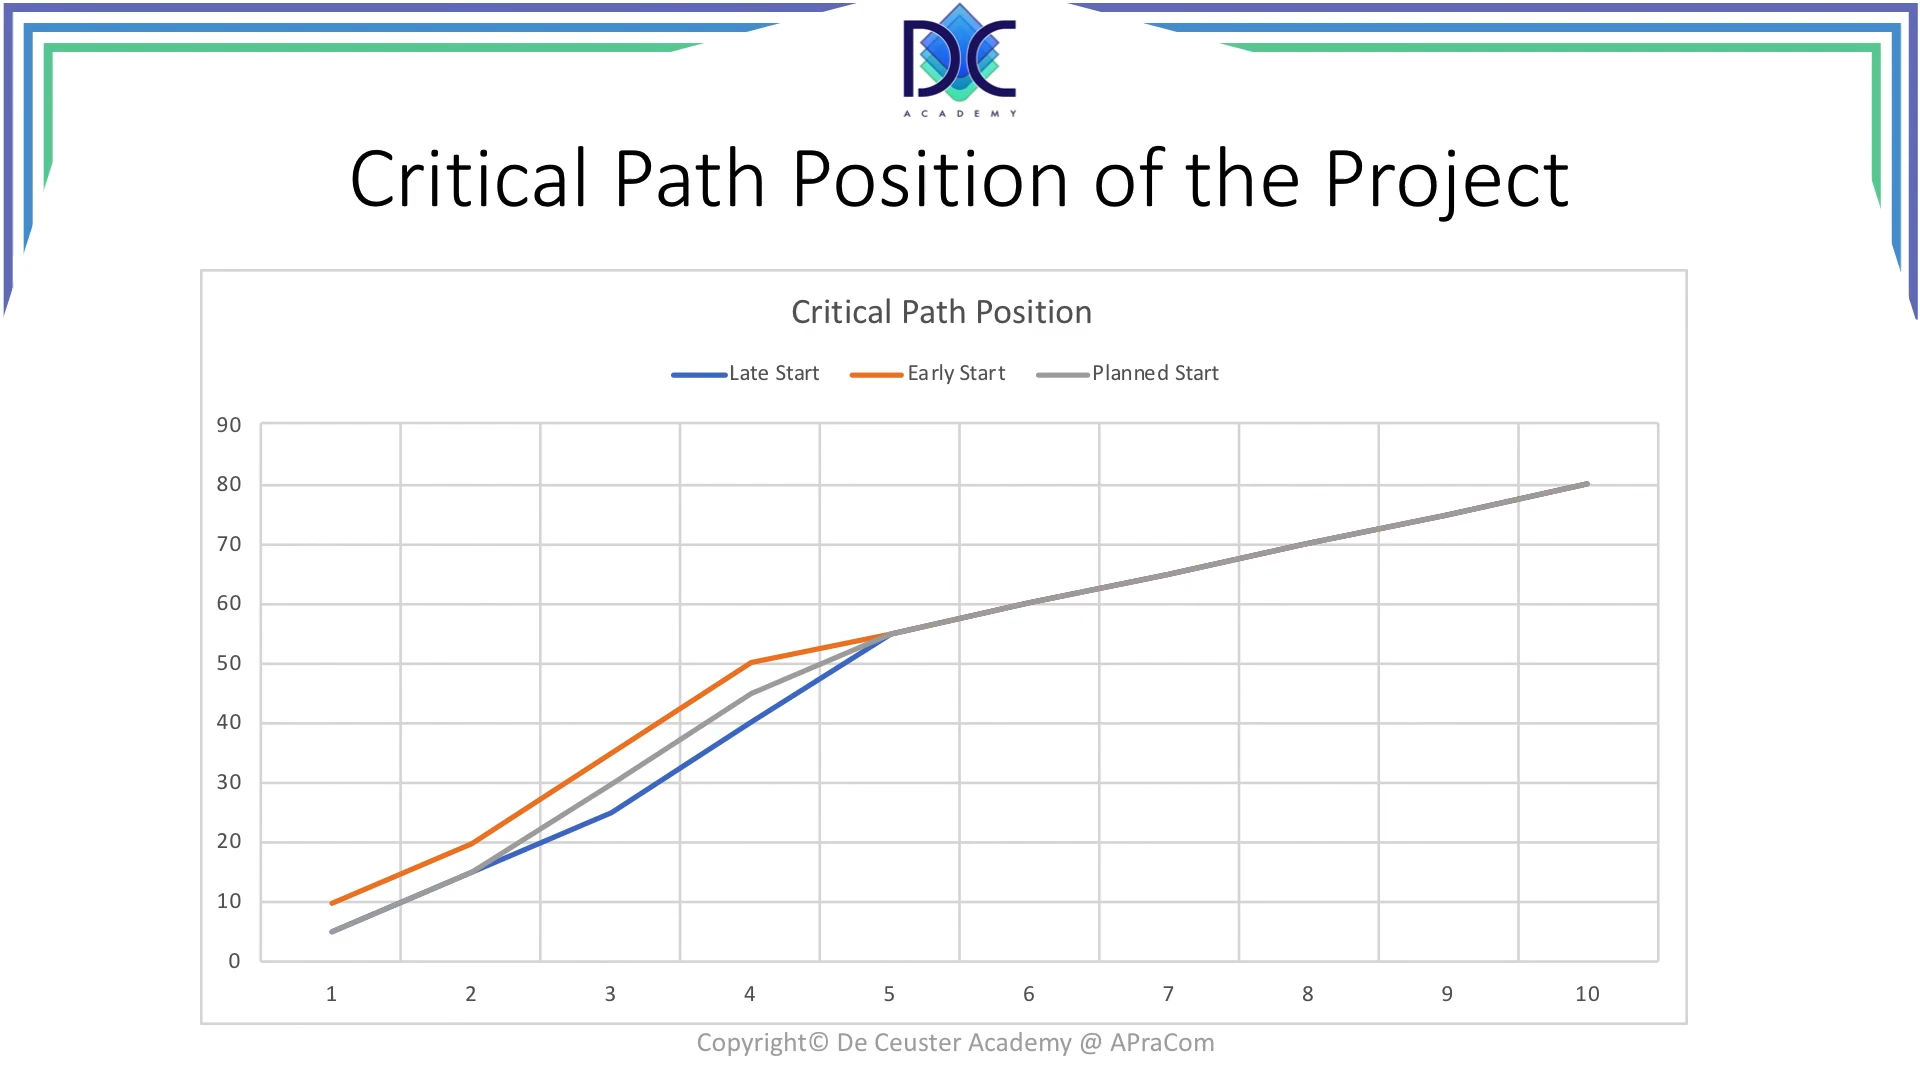 DC
ACADEMY
Critical Path Position of the Project
Critical Path Position
Late Start Early Start Planned Start
90
80
70
60
50
40
30
20
10
0
1 2 3 4 5 6 7 8 9 10
Copyright© De Ceuster Academy @ APraCom